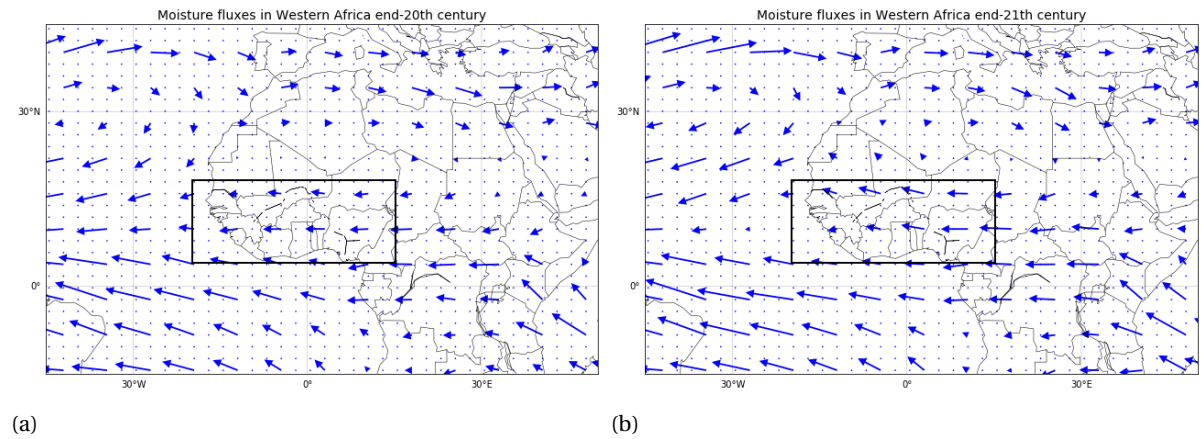 Moisture fluxes in Western Africa end-20th century
30°N
0°
30°W
0°
30°E
(a)
Moisture fluxes in Western Africa end-21th century
30°N
0°
30°W
0°
30°E
(b)